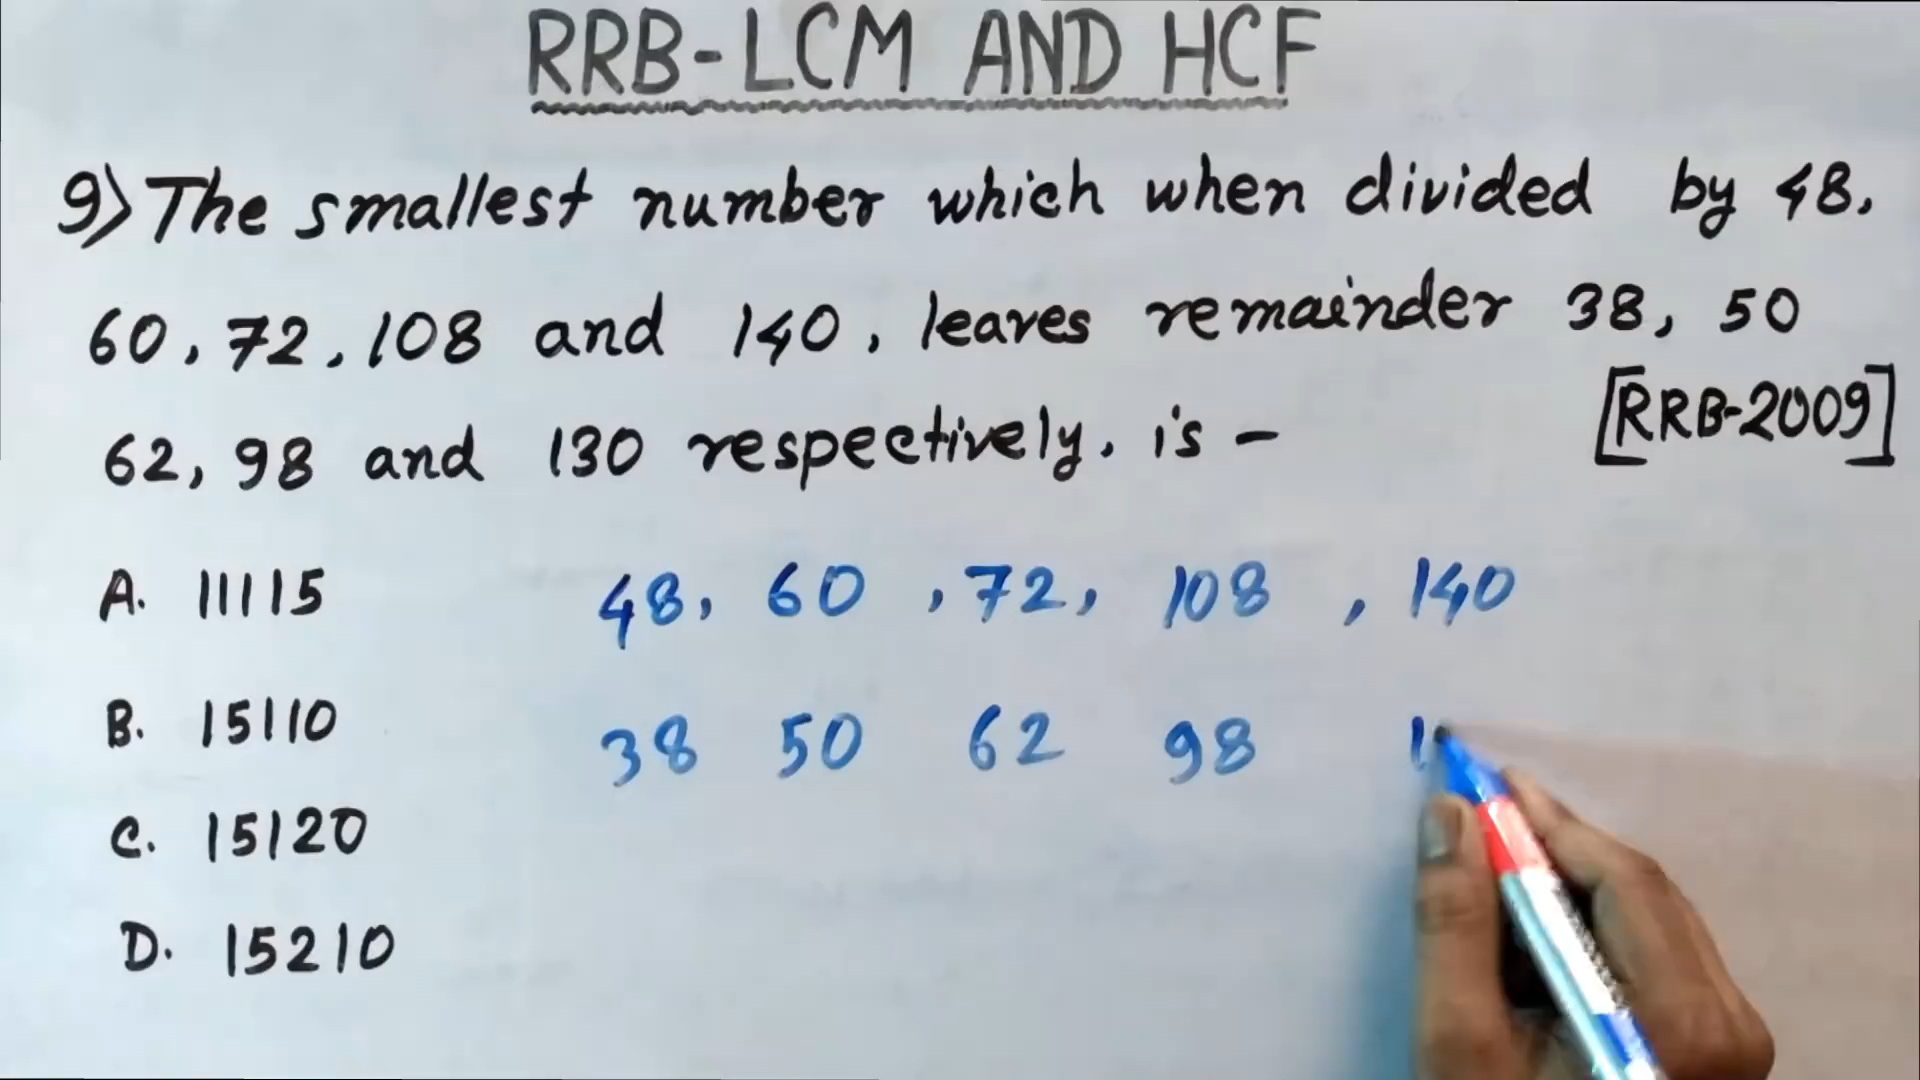 RRB-LCM AND HCF
9) The smallest number which when divided by 48,
60, 72, 108 and 140, leaves remainder 38, 50
62, 98 and 130 respectively, is -
[RRB-2009]
A. 11115
48, 60, 72, 108, 140
B. 15110
38 50 62 98
C. 15120
D. 15210